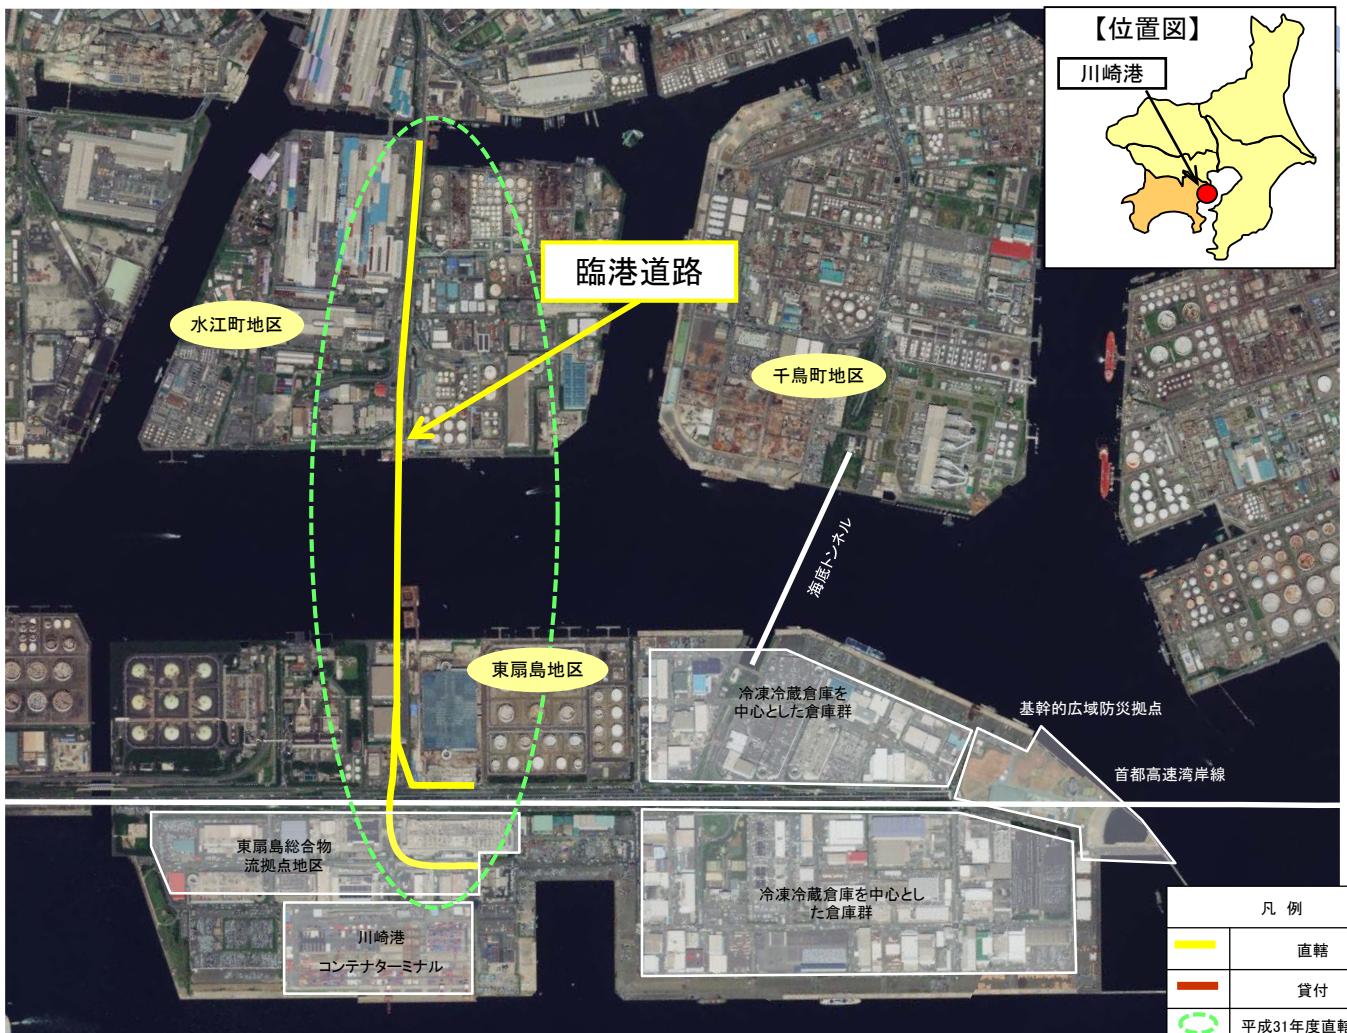 【位置図】
川崎港
臨港道路
水江町地区
千鳥町地区
海底トンネル
東扇島地区
冷凍冷蔵倉庫を
中心とした倉庫群
基幹的広域防災拠点
首都高速湾岸線
東扇島総合物
流拠点地区
冷凍冷蔵倉庫を中心とし
た倉庫群
川崎港
コンテナターミナル
凡 例
直轄
貸付
平成31年度直轄